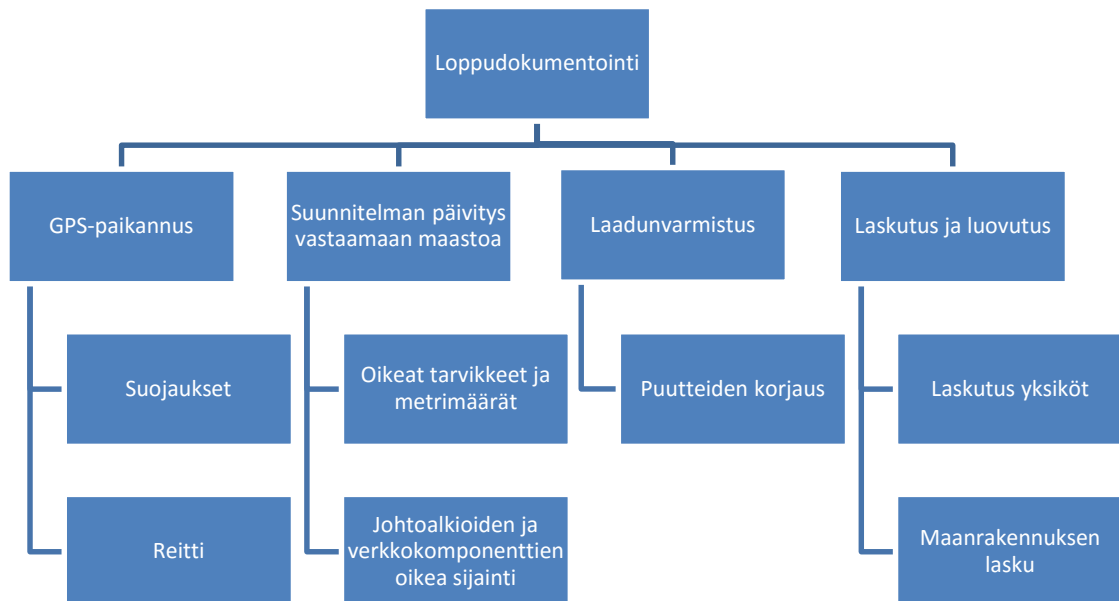 Loppudokumentointi
GPS-paikannus
Suunnitelman päivitys
vastaamaan maastoa
Laadunvarmistus
Laskutus ja luovutus
Suojaukset
Oikeat tarvikkeet ja
metrimäärät
Puutteiden korjaus
Laskutus yksiköt
Reitti
Johtoalkioiden ja
verkkokomponenttien
oikea sijainti
Maanrakennuksen
lasku